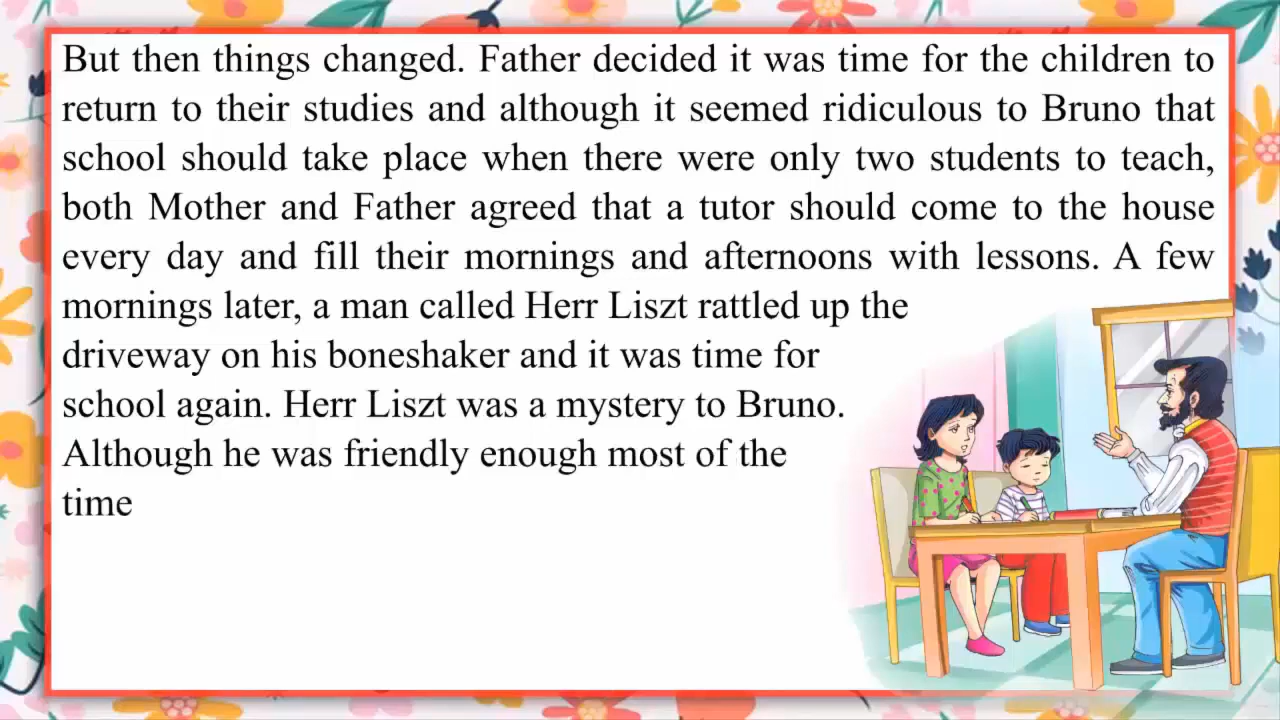 But then things changed. Father decided it was time for the children to
return to their studies and although it seemed ridiculous to Bruno that
school should take place when there were only two students to teach,
both Mother and Father agreed that a tutor should come to the house
every day and fill their mornings and afternoons with lessons. A few
mornings later, a man called Herr Liszt rattled up the
driveway on his boneshaker and it was time for
school again. Herr Liszt was a mystery to Bruno.
Although he was friendly enough most of the
time